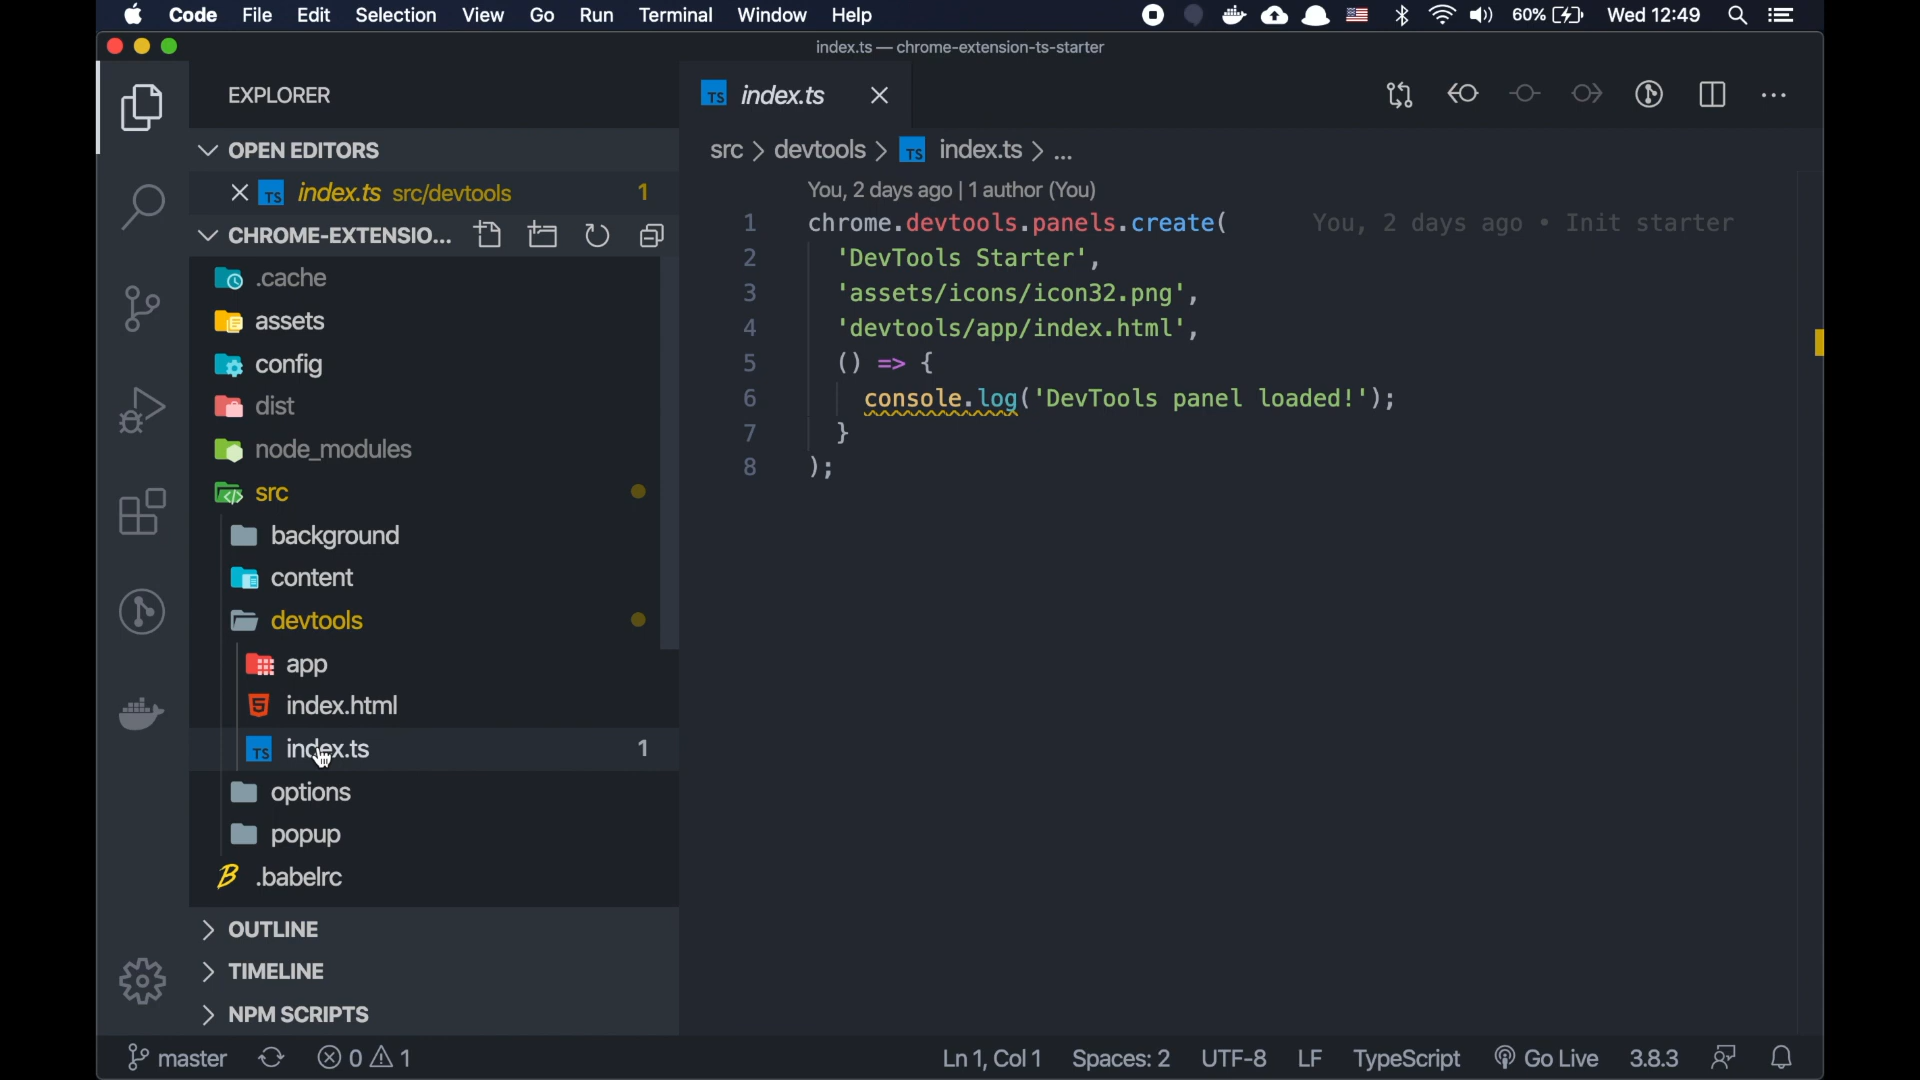 Code File Edit Selection View Go Run Terminal Window Help 60% Wed 12:49
index.ts — chrome-extension-ts-starter
EXPLORER
OPEN EDITORS
TS index.ts src/devtools 1
CHROME-EXTENSIO...
.cache
assets
config
dist
node_modules
src
background
content
devtools
app
index.html
TS index.ts 1
options
popup
.babelrc
OUTLINE
TIMELINE
NPM SCRIPTS
TS index.ts
src > devtools > TS index.ts > ...
You, 2 days ago | 1 author (You)
1 chrome.devtools.panels.create( You, 2 days ago • Init starter
2 'DevTools Starter',
3 'assets/icons/icon32.png',
4 'devtools/app/index.html',
5 () => {
6 console.log('DevTools panel loaded!');
7 }
8 );
master 0 1 Ln 1, Col 1 Spaces: 2 UTF-8 LF TypeScript Go Live 3.8.3